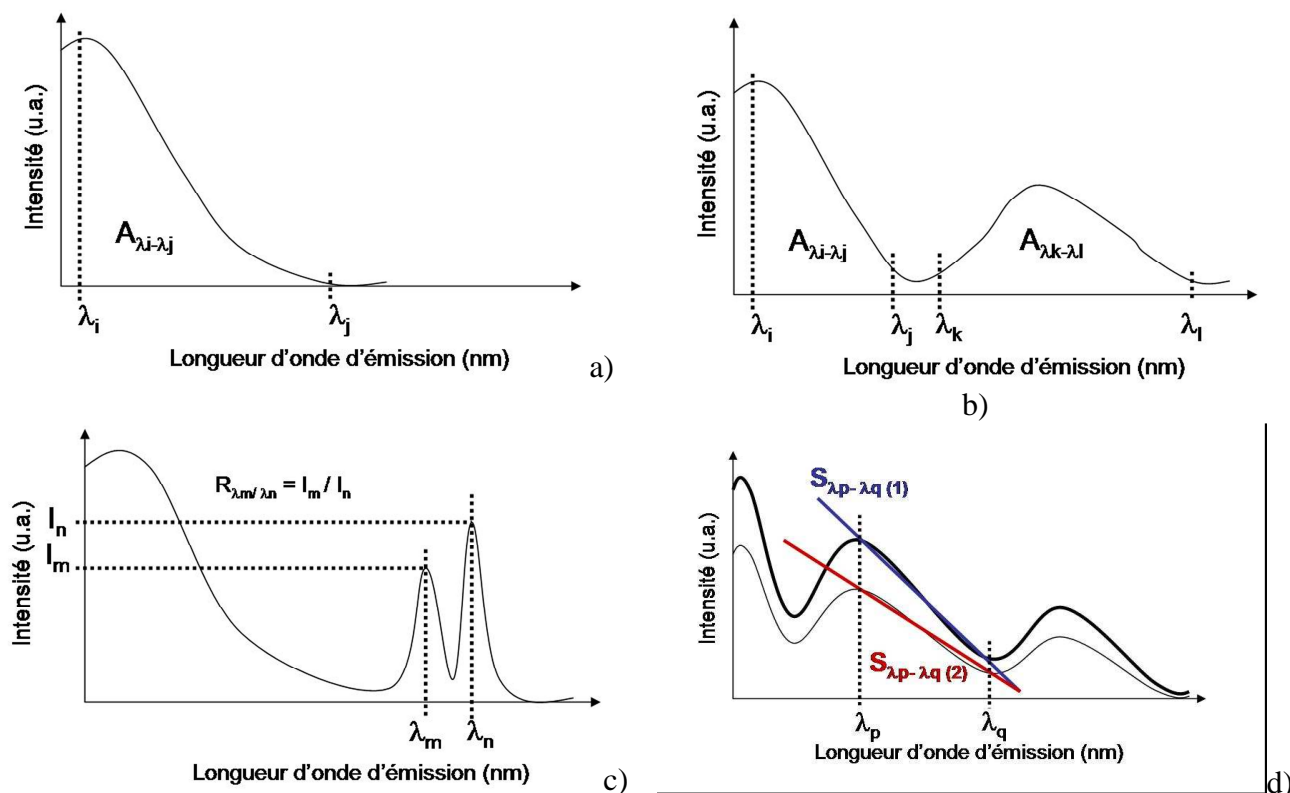 Intensité (u.a.)
A λi-λj
λi
λj
Longueur d'onde d'émission (nm)
a)
Intensité (u.a.)
A λi-λj
A λk-λl
λi
λj
λk
λl
Longueur d'onde d'émission (nm)
b)
R λm/ λn = Im / In
In
Im
Intensité (u.a.)
λm
λn
Longueur d'onde d'émission (nm)
c)
Intensité (u.a.)
S λp- λq (1)
S λp- λq (2)
λp
λq
Longueur d'onde d'émission (nm)
d)